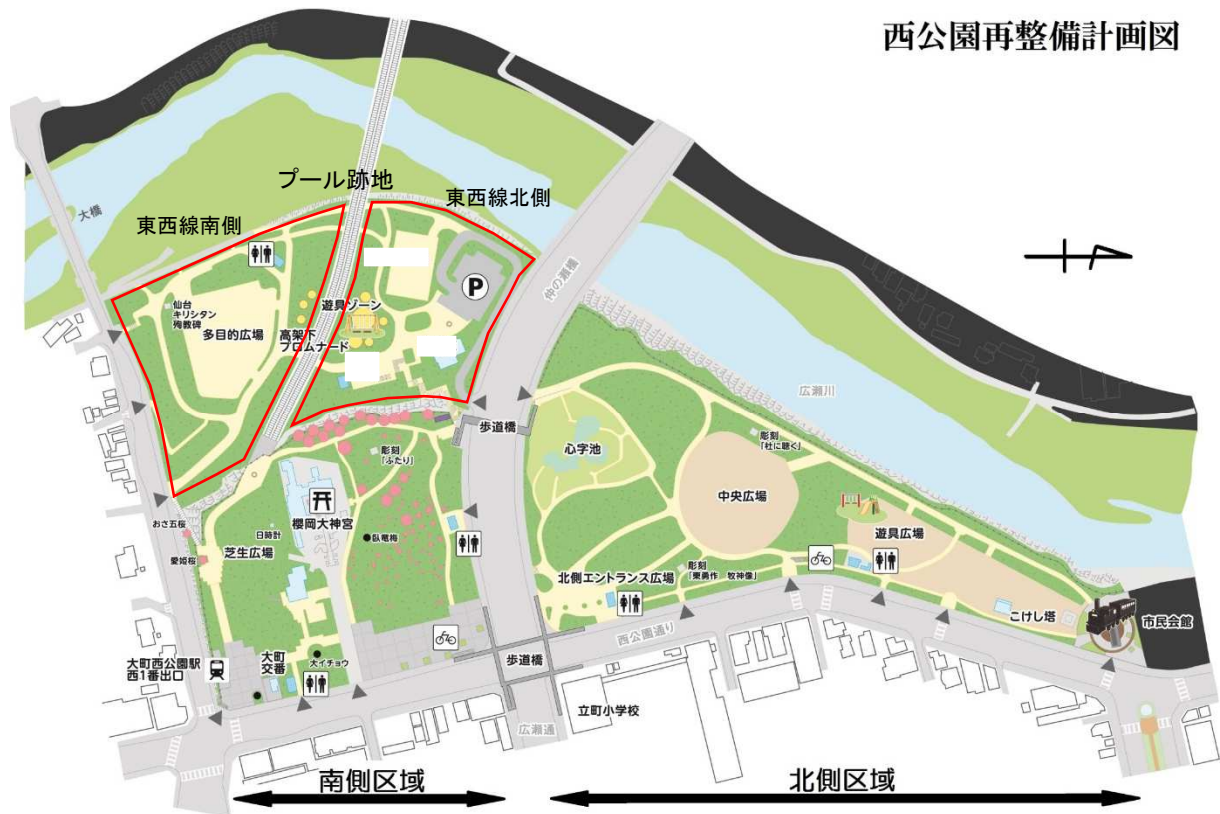 西公園再整備計画図
プール跡地
東西線南側
東西線北側
大橋
仲の瀬橋
広瀬川
仙台
キリシタン
殉教碑
多目的広場
遊具ゾーン
高架下
プロムナード
P
歩道橋
彫刻
「ふたり」
心字池
彫刻
「杜に聴く」
中央広場
遊具広場
おさ五桜
愛姫桜
日時計
芝生広場
櫻岡大神宮
臥竜梅
北側エントランス広場
彫刻
「東勇作 牧神像」
こけし塔
市民会館
西公園通り
大町西公園駅
西1番出口
大町
交番
大イチョウ
歩道橋
立町小学校
広瀬通
南側区域
北側区域